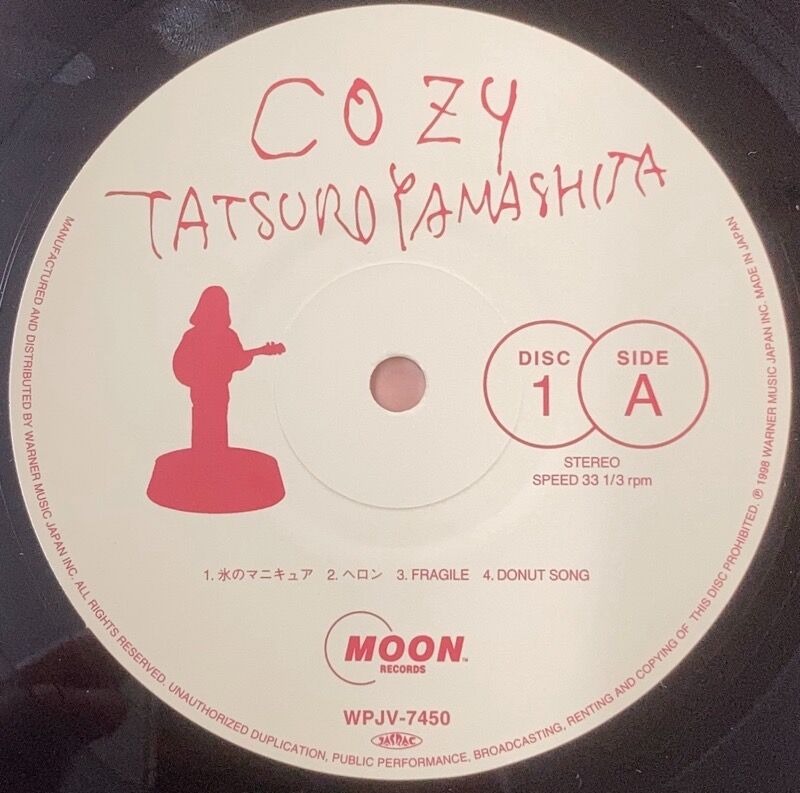 COZY
TATSURO YAMASHITA
DISC 1
SIDE A
STEREO
SPEED 33 1/3 rpm
1. 氷のマニキュア 2. ヘロン 3. FRAGILE 4. DONUT SONG
MOON™
RECORDS
WPJV-7450
JASRAC
MANUFACTURED AND DISTRIBUTED BY WARNER MUSIC JAPAN INC. ALL RIGHTS RESERVED. UNAUTHORIZED DUPLICATION, PUBLIC PERFORMANCE, BROADCASTING, RENTING AND COPYING OF THIS DISC PROHIBITED. ℗ 1998 WARNER MUSIC JAPAN INC. MADE IN JAPAN